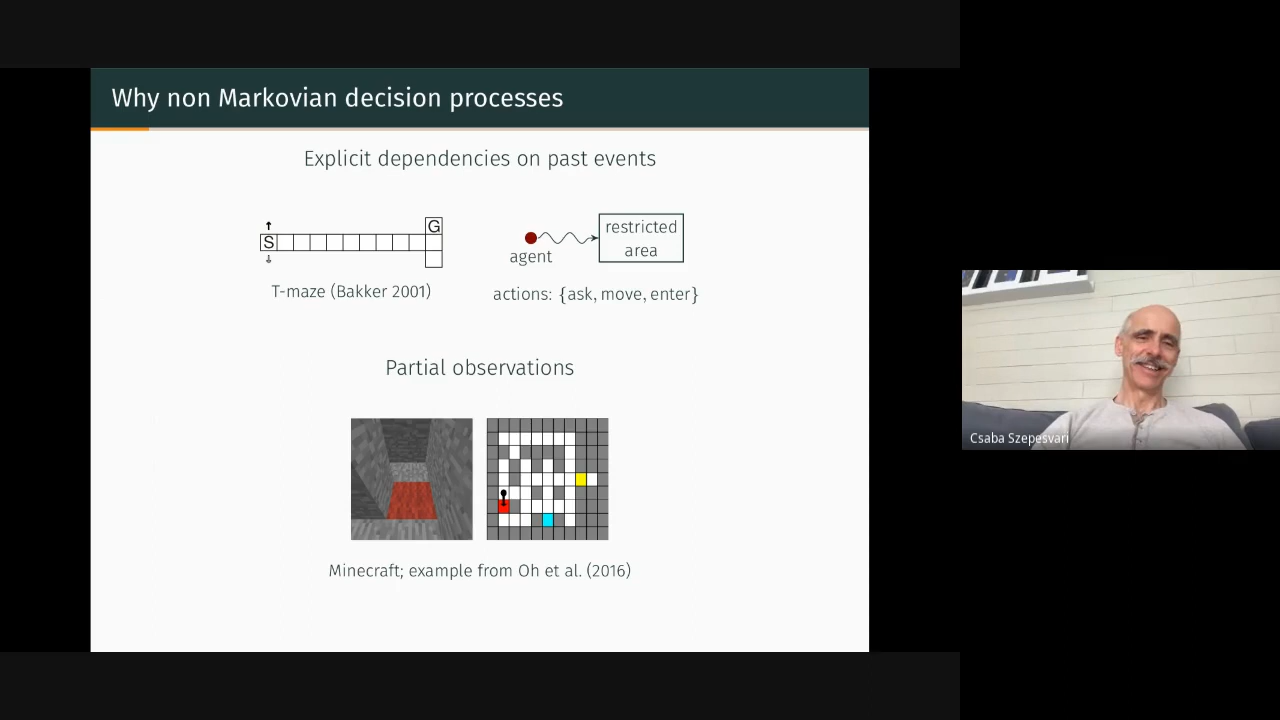 Why non Markovian decision processes
Explicit dependencies on past events
S
G
T-maze (Bakker 2001)
agent
restricted
area
actions: {ask, move, enter}
Partial observations
Minecraft; example from Oh et al. (2016)
Csaba Szepesvari